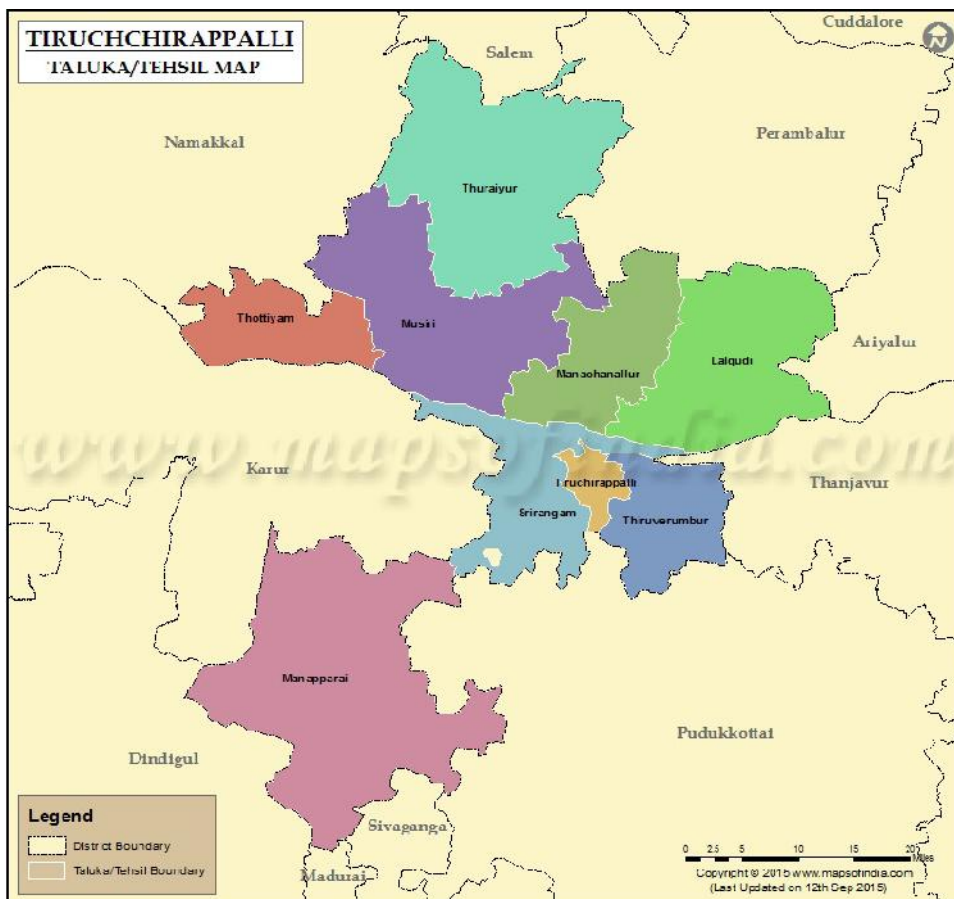 TIRUCHCHIRAPPALLI
TALUKA/TEHSIL MAP
Cuddalore
N
Salem
Namakkal
Perambalur
Thuraiyur
Thottiyam
Musiri
Ariyalur
Manachanallur
Lalgudi
www.mapsofindia.com
Karur
Tiruchirappalli
Thanjavur
Srirangam
Thiruverumbur
Manapparai
Pudukkottai
Dindigul
Sivaganga
Madurai
Legend
District Boundary
Taluka/Tehsil Boundary
0 2.5 5 10 15 20
Miles
Copyright © 2015 www.mapsofindia.com
(Last Updated on 12th Sep 2015)